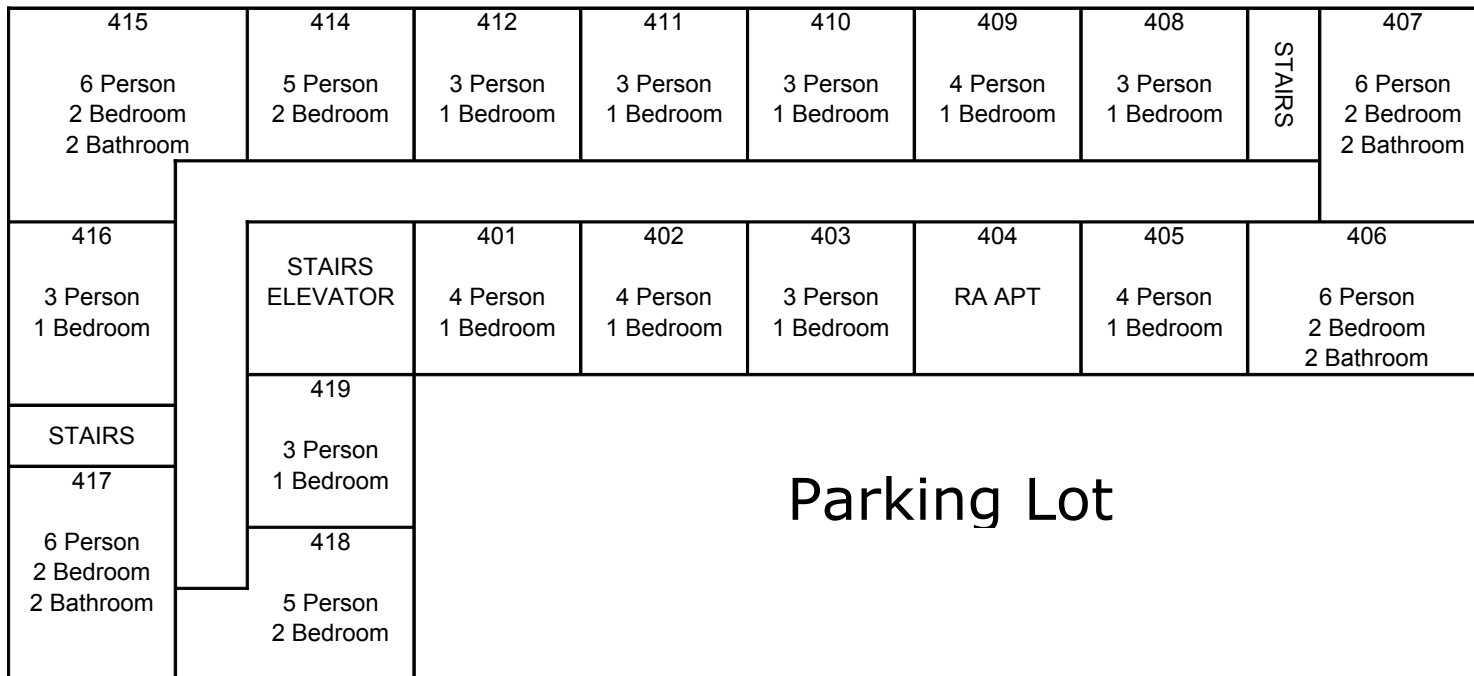 415
6 Person
2 Bedroom
2 Bathroom
414
5 Person
2 Bedroom
412
3 Person
1 Bedroom
411
3 Person
1 Bedroom
410
3 Person
1 Bedroom
409
4 Person
1 Bedroom
408
3 Person
1 Bedroom
STAIRS
407
6 Person
2 Bedroom
2 Bathroom
416
3 Person
1 Bedroom
STAIRS
ELEVATOR
401
4 Person
1 Bedroom
402
4 Person
1 Bedroom
403
3 Person
1 Bedroom
404
RA APT
405
4 Person
1 Bedroom
406
6 Person
2 Bedroom
2 Bathroom
STAIRS
419
3 Person
1 Bedroom
417
6 Person
2 Bedroom
2 Bathroom
418
5 Person
2 Bedroom
Parking Lot